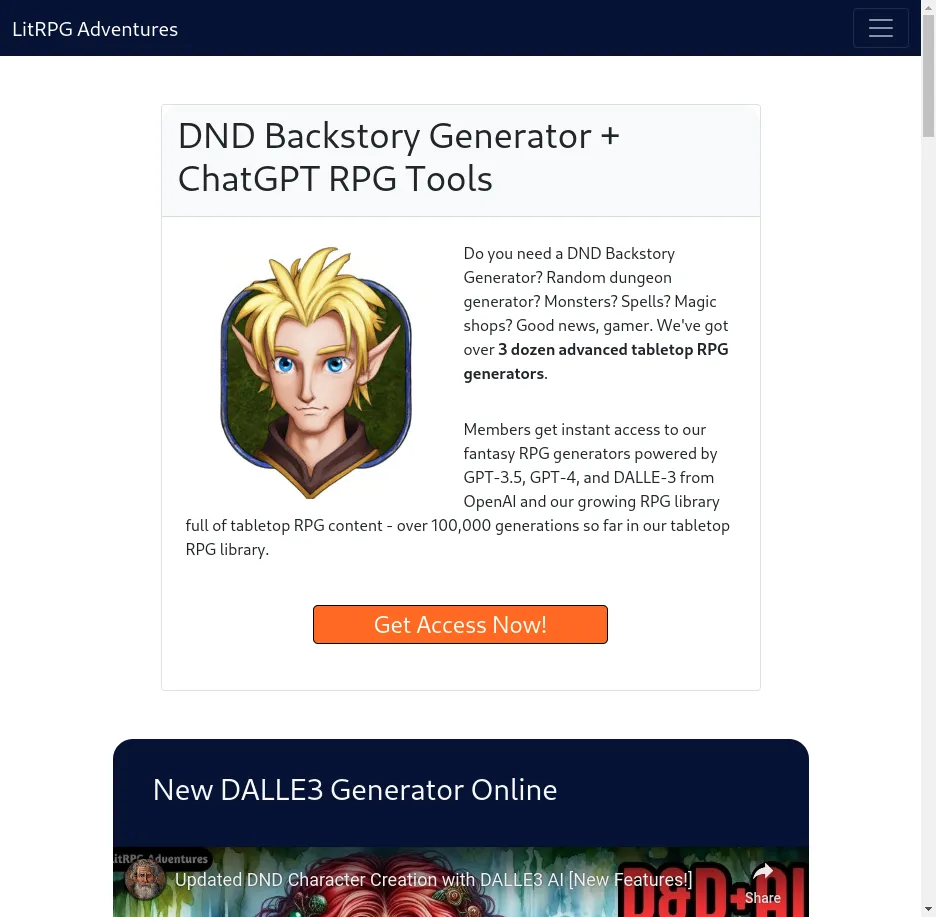 LitRPG Adventures
DND Backstory Generator +
ChatGPT RPG Tools
Do you need a DND Backstory
Generator? Random dungeon
generator? Monsters? Spells? Magic
shops? Good news, gamer. We've got
over 3 dozen advanced tabletop RPG
generators.
Members get instant access to our
fantasy RPG generators powered by
GPT-3.5, GPT-4, and DALLE-3 from
OpenAI and our growing RPG library
full of tabletop RPG content - over 100,000 generations so far in our tabletop
RPG library.
Get Access Now!
New DALLE3 Generator Online
LitRPG Adventures
Updated DND Character Creation with DALLE3 AI [New Features!]
D&D+AI
Share